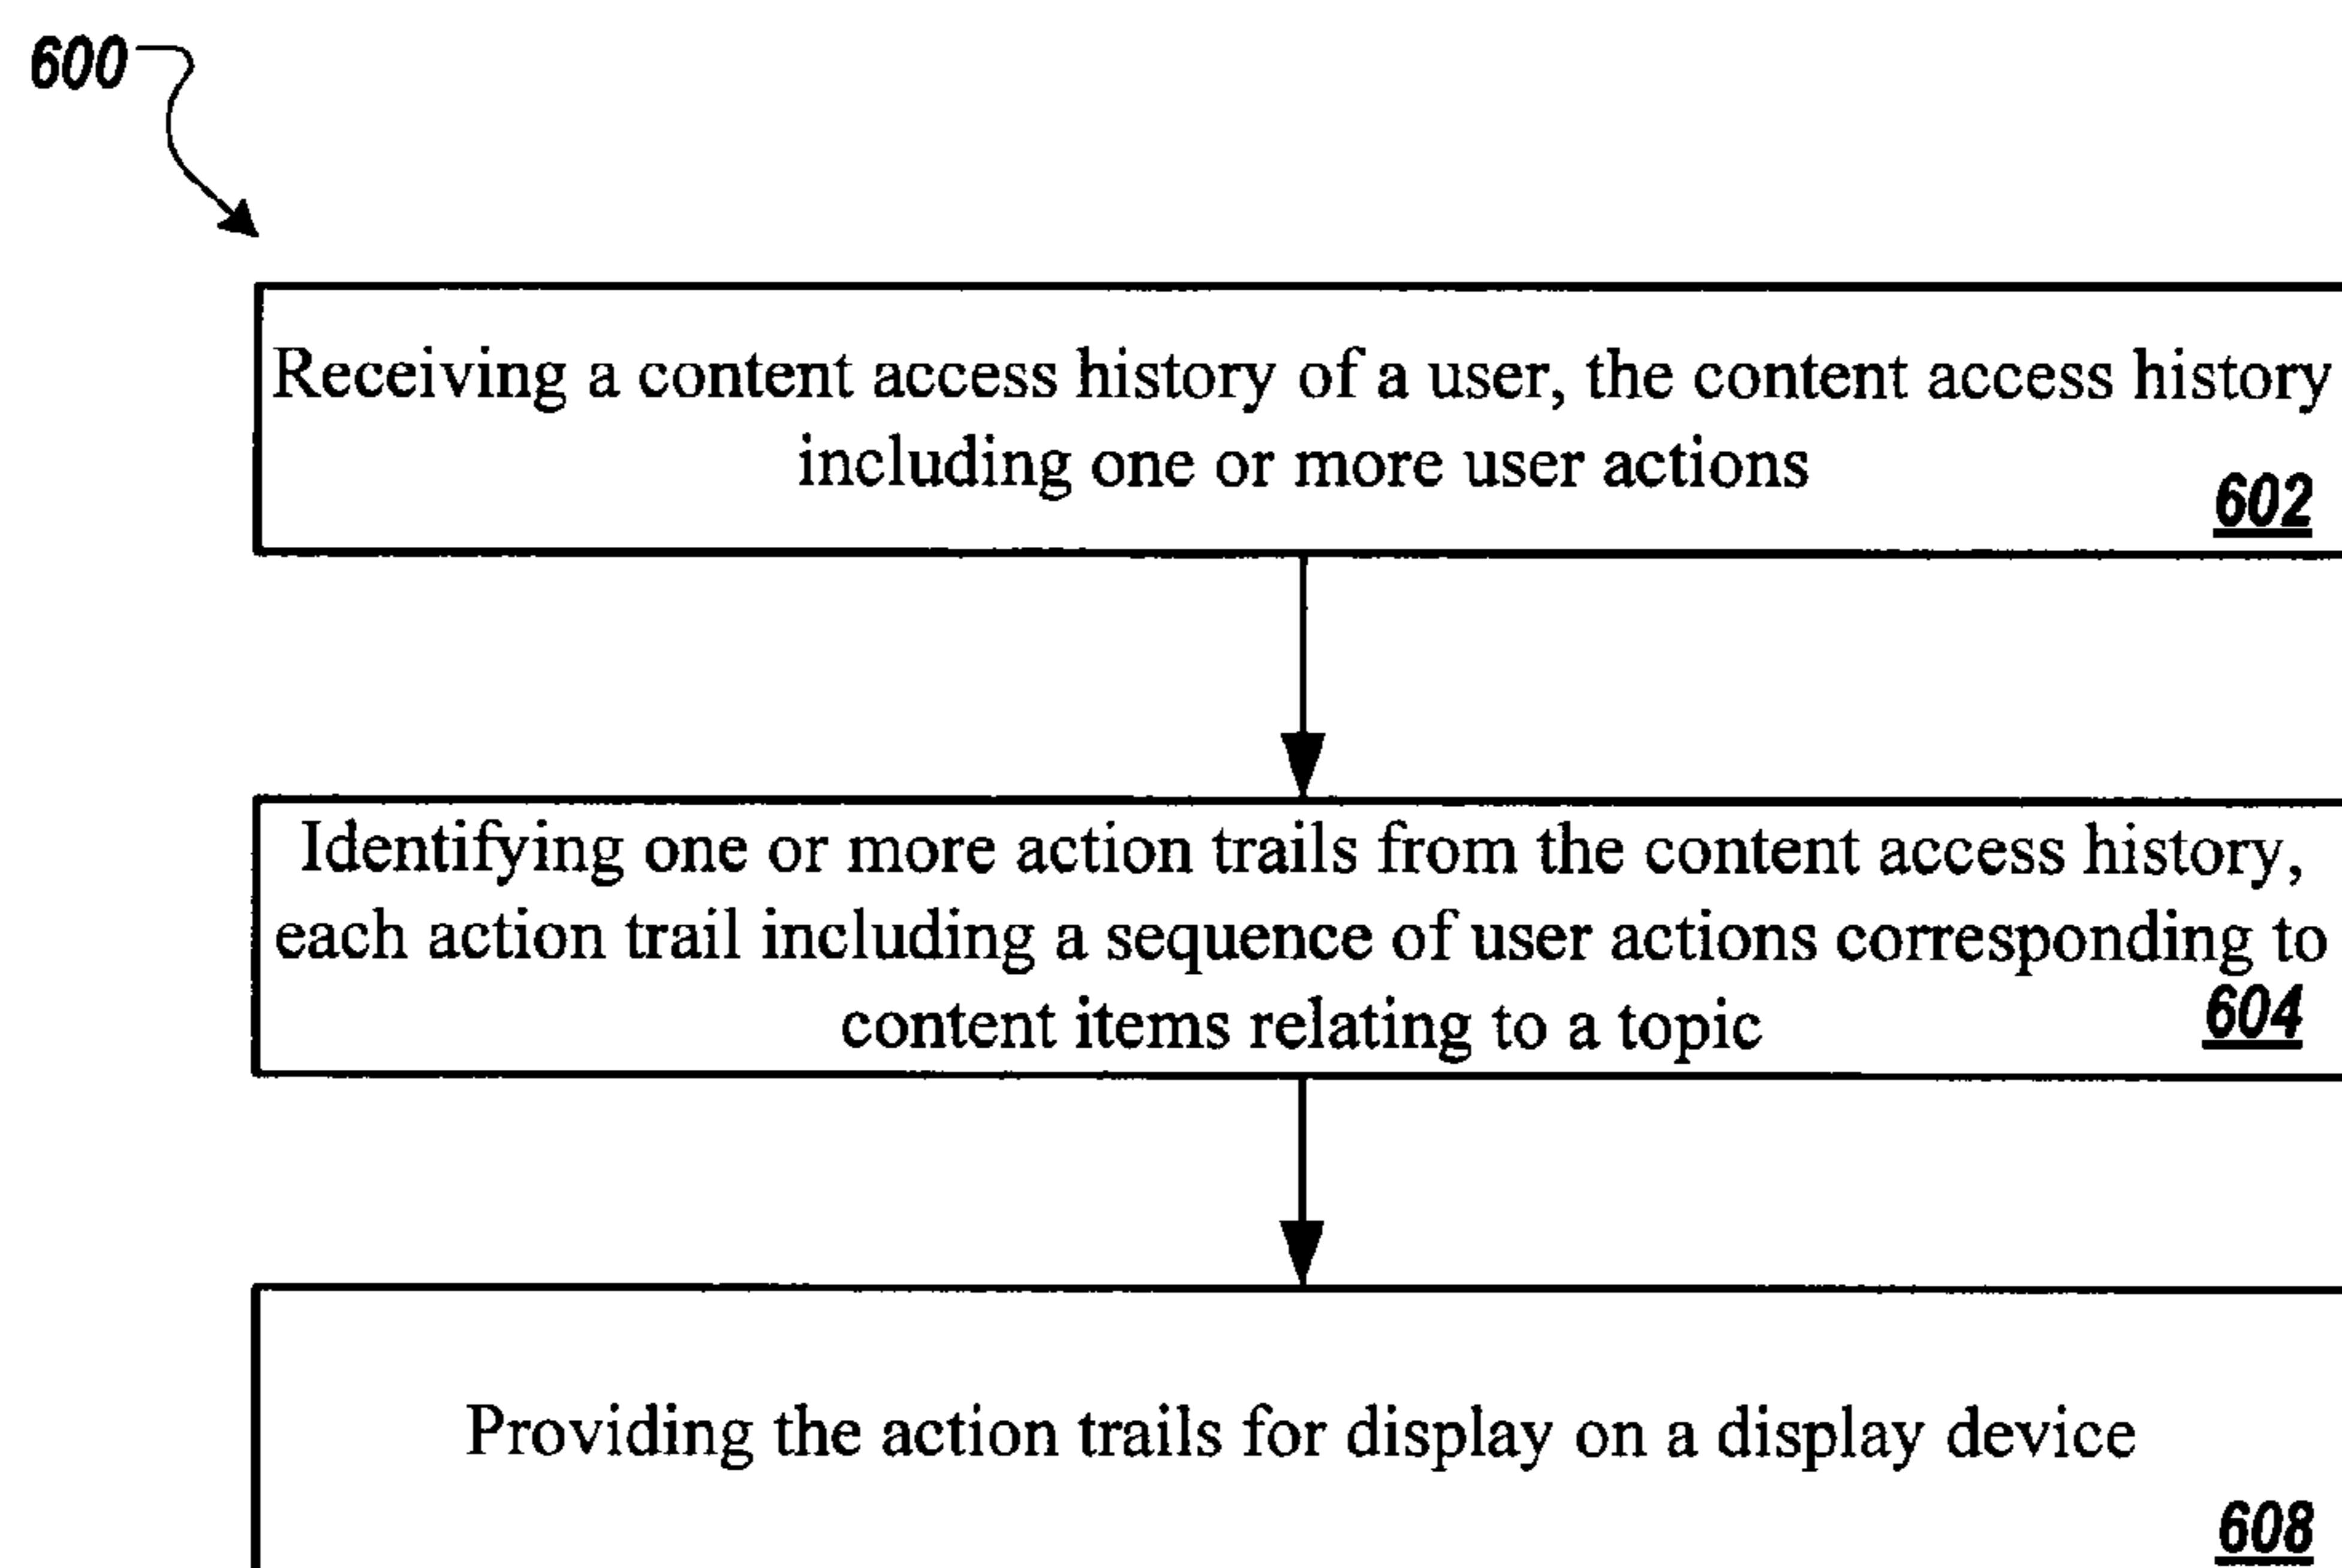 600
Receiving a content access history of a user, the content access history
including one or more user actions
602
Identifying one or more action trails from the content access history,
each action trail including a sequence of user actions corresponding to
content items relating to a topic
604
Providing the action trails for display on a display device
608